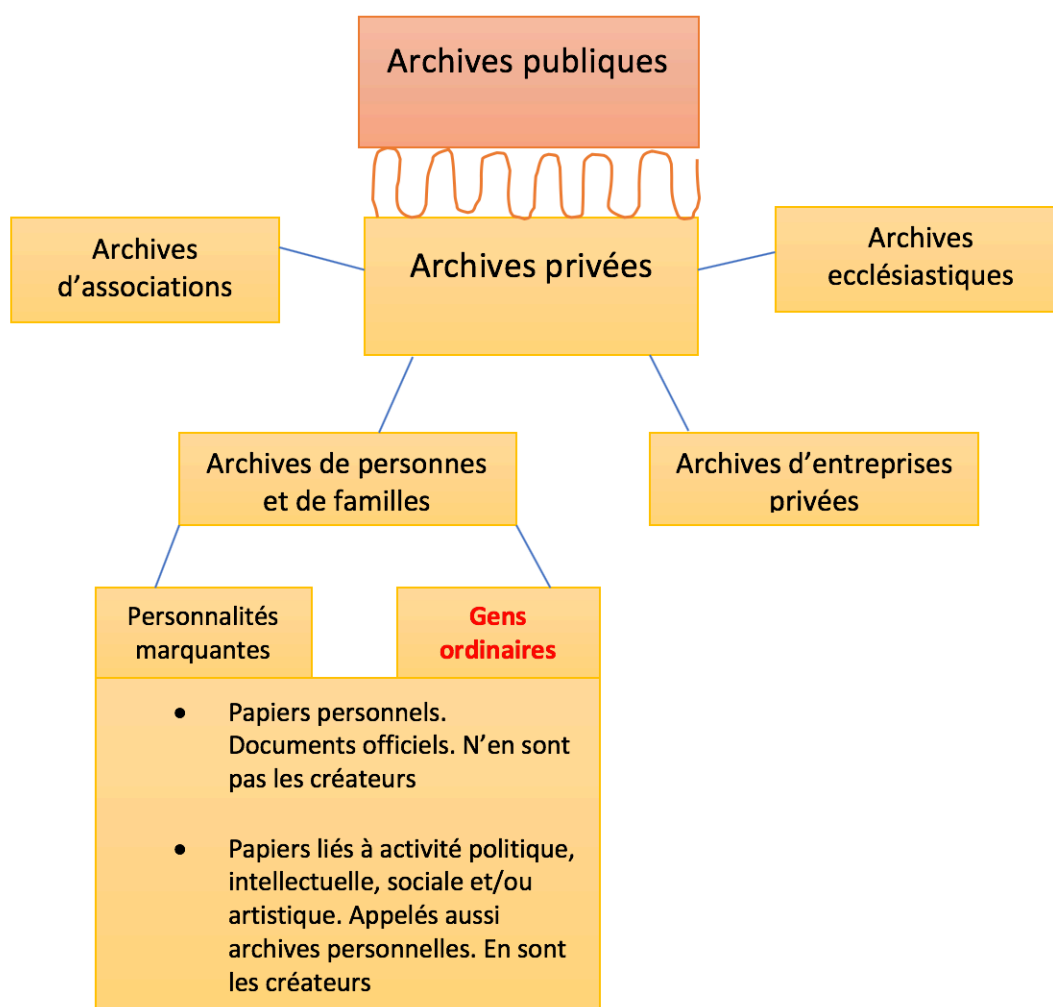 Archives publiques
Archives
d’associations
Archives privées
Archives
ecclésiastiques
Archives de personnes
et de familles
Archives d’entreprises
privées
Personnalités
marquantes
Gens
ordinaires
• Papiers personnels.
Documents officiels. N’en sont
pas les créateurs
• Papiers liés à activité politique,
intellectuelle, sociale et/ou
artistique. Appelés aussi
archives personnelles. En sont
les créateurs